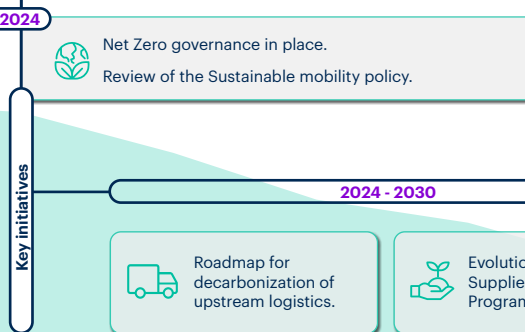 2024
Net Zero governance in place.
Review of the Sustainable mobility policy.
Key initiatives
2024 - 2030
Roadmap for
decarbonization of
upstream logistics.